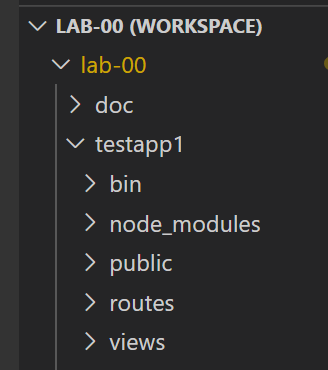 LAB-00 (WORKSPACE)
lab-00
doc
testapp1
bin
node_modules
public
routes
views